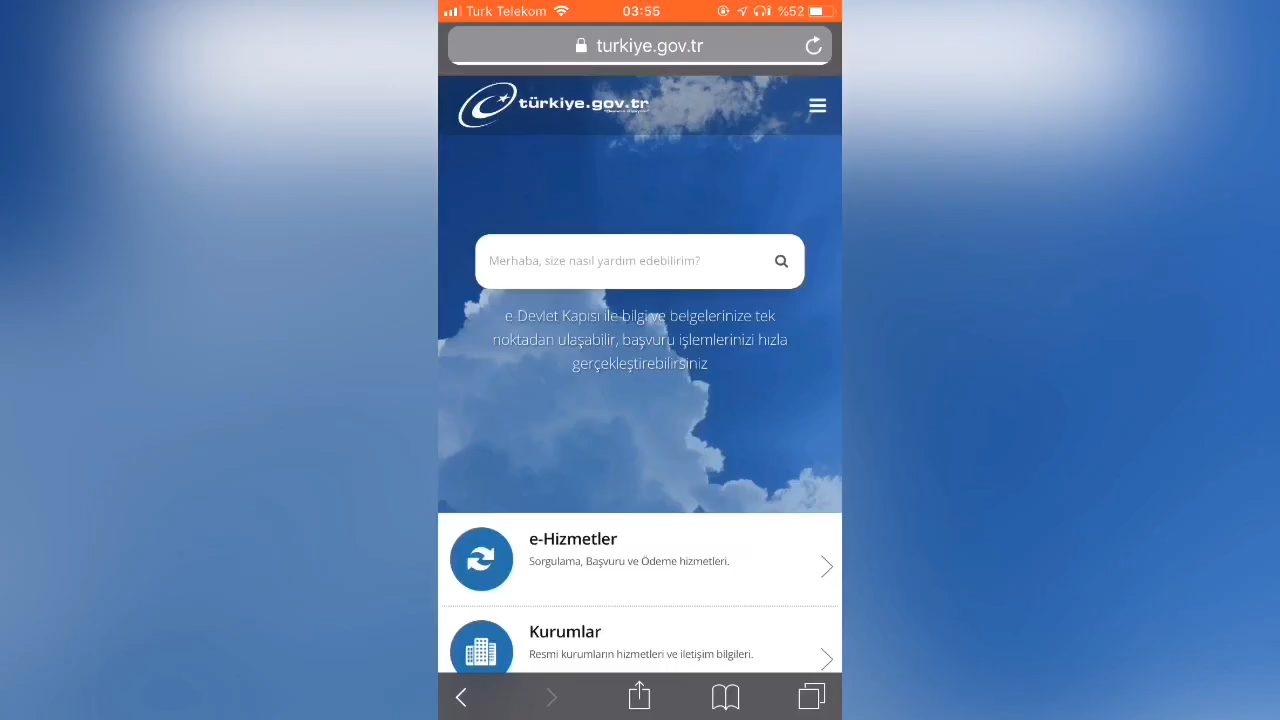 Turk Telekom 03:55 %52
turkiye.gov.tr
türkiye.gov.tr
Merhaba, size nasıl yardım edebilirim?
e-Devlet Kapısı ile bilgi ve belgelerinize tek
noktadan ulaşabilir, başvuru işlemlerinizi hızla
gerçekleştirebilirsiniz
e-Hizmetler
Sorgulama, Başvuru ve Ödeme hizmetleri.
Kurumlar
Resmi kurumların hizmetleri ve iletişim bilgileri.